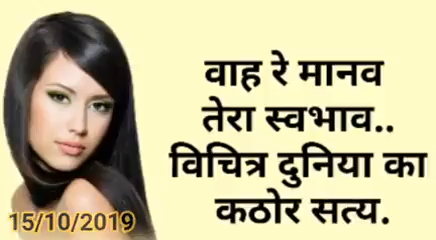 वाह रे मानव
तेरा स्वभाव..
विचित्र दुनिया का
कठोर सत्य.
15/10/2019